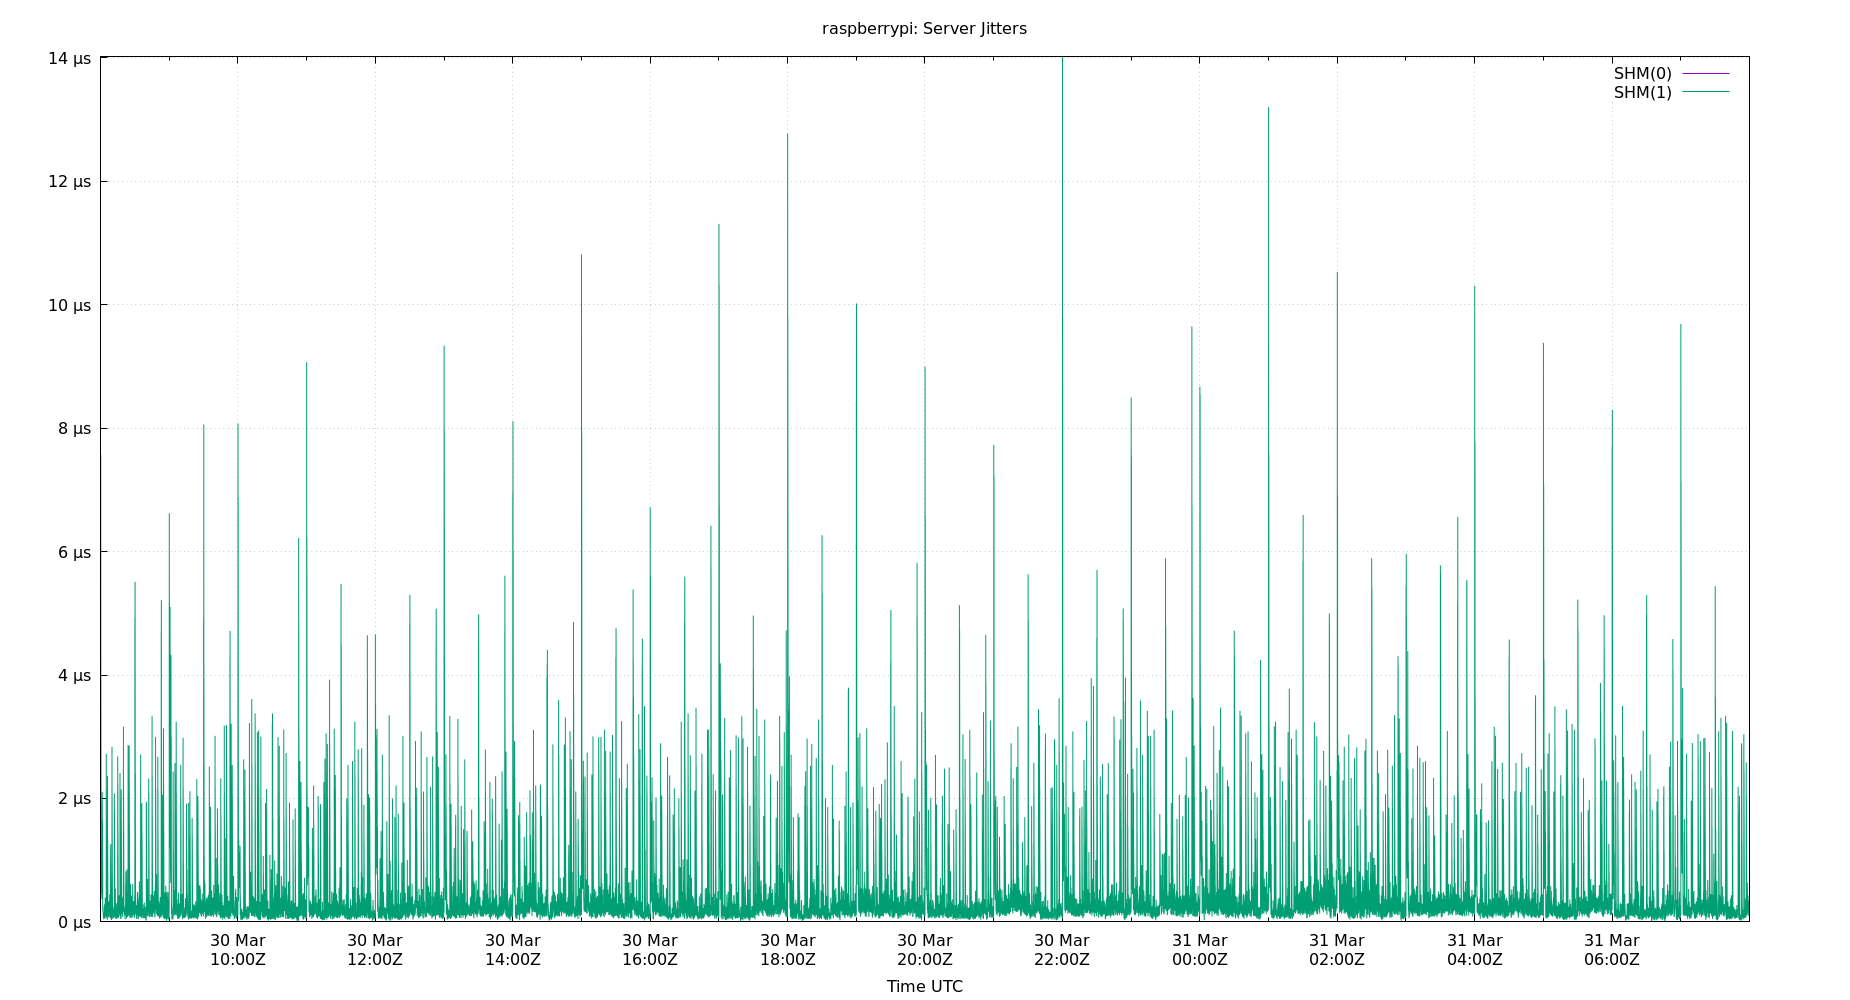 raspberrypi: Server Jitters
14 µs
12 µs
10 µs
8 µs
6 µs
4 µs
2 µs
0 µs
SHM(0)
SHM(1)
30 Mar 30 Mar 30 Mar 30 Mar 30 Mar 30 Mar 30 Mar 31 Mar 31 Mar 31 Mar 31 Mar
10:00Z 12:00Z 14:00Z 16:00Z 18:00Z 20:00Z 22:00Z 00:00Z 02:00Z 04:00Z 06:00Z
Time UTC